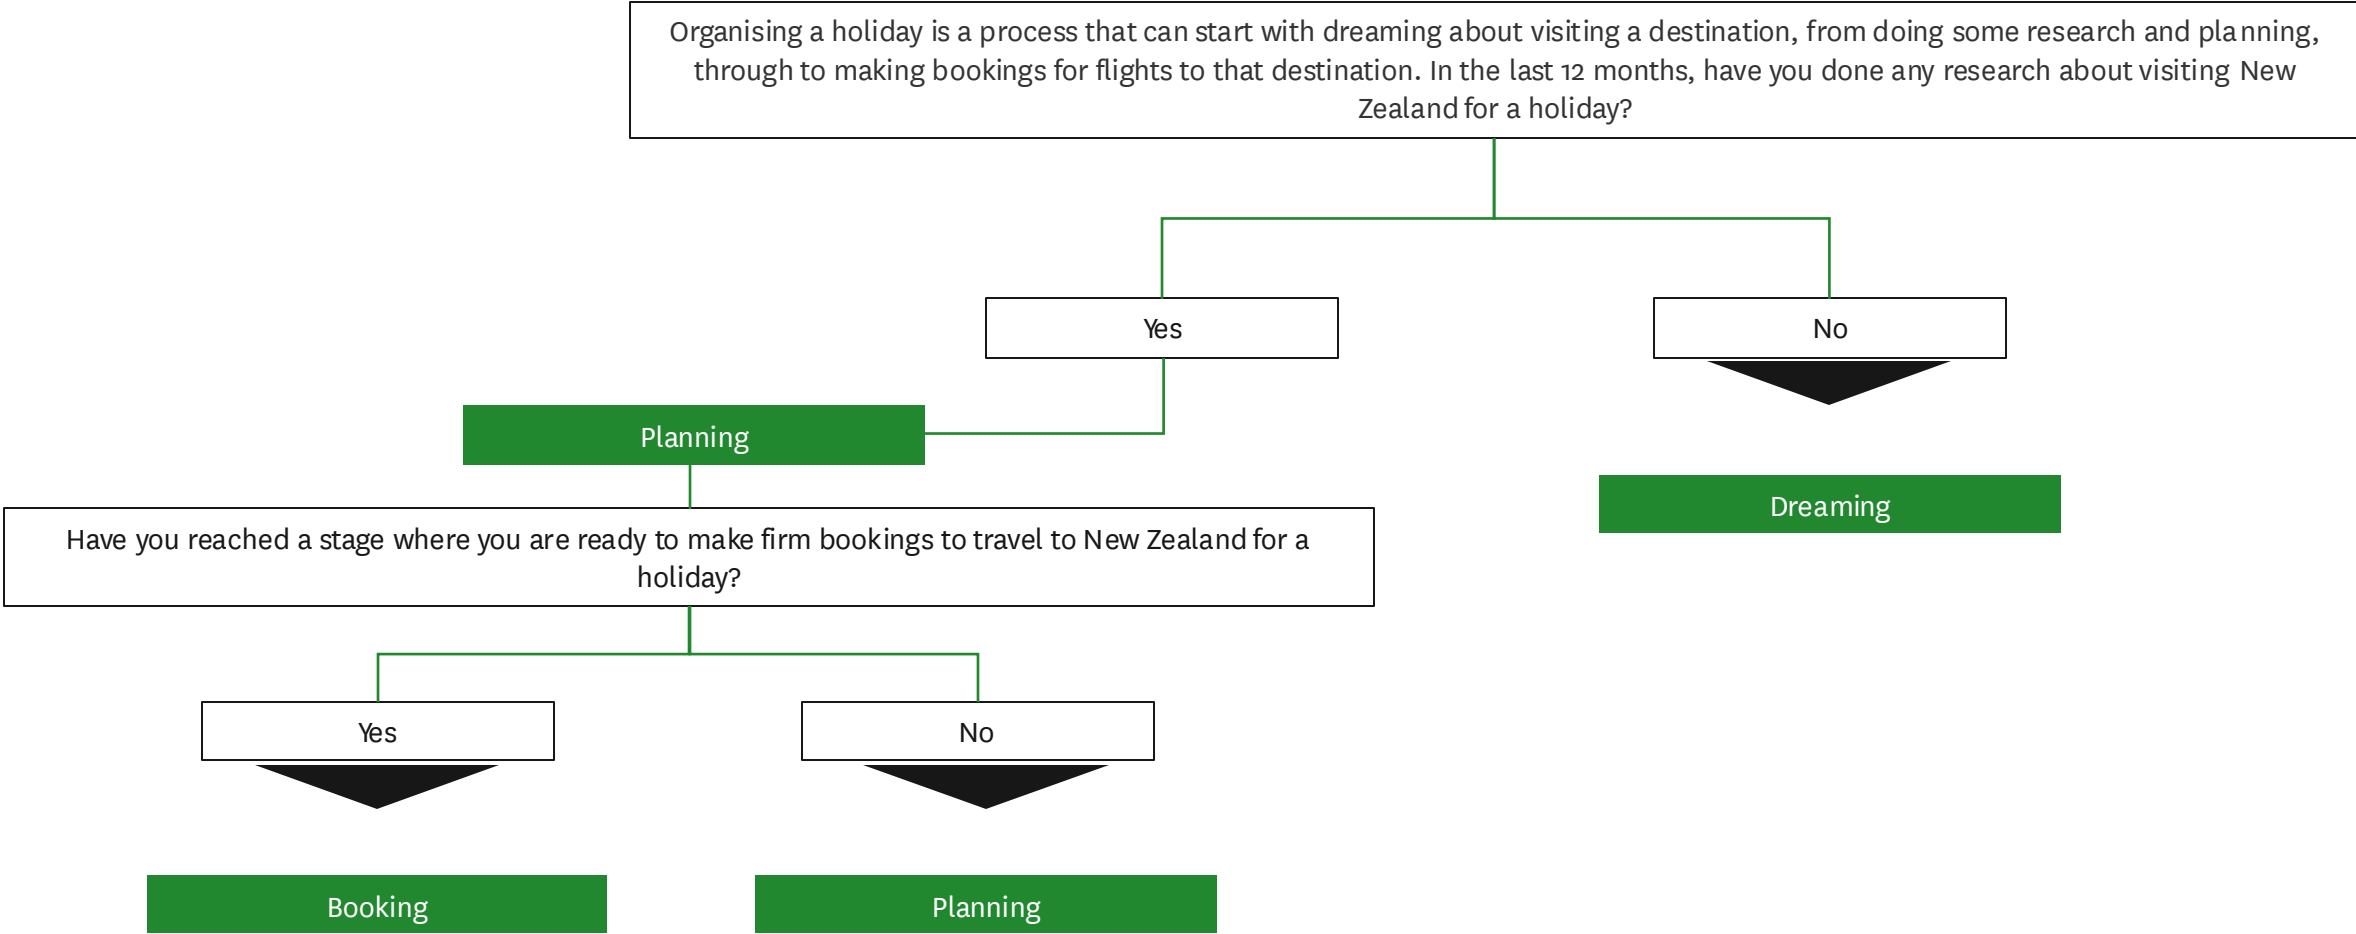 Organising a holiday is a process that can start with dreaming about visiting a destination, from doing some research and planning,
through to making bookings for flights to that destination. In the last 12 months, have you done any research about visiting New
Zealand for a holiday?
Yes
No
Planning
Dreaming
Have you reached a stage where you are ready to make firm bookings to travel to New Zealand for a
holiday?
Yes
No
Booking
Planning